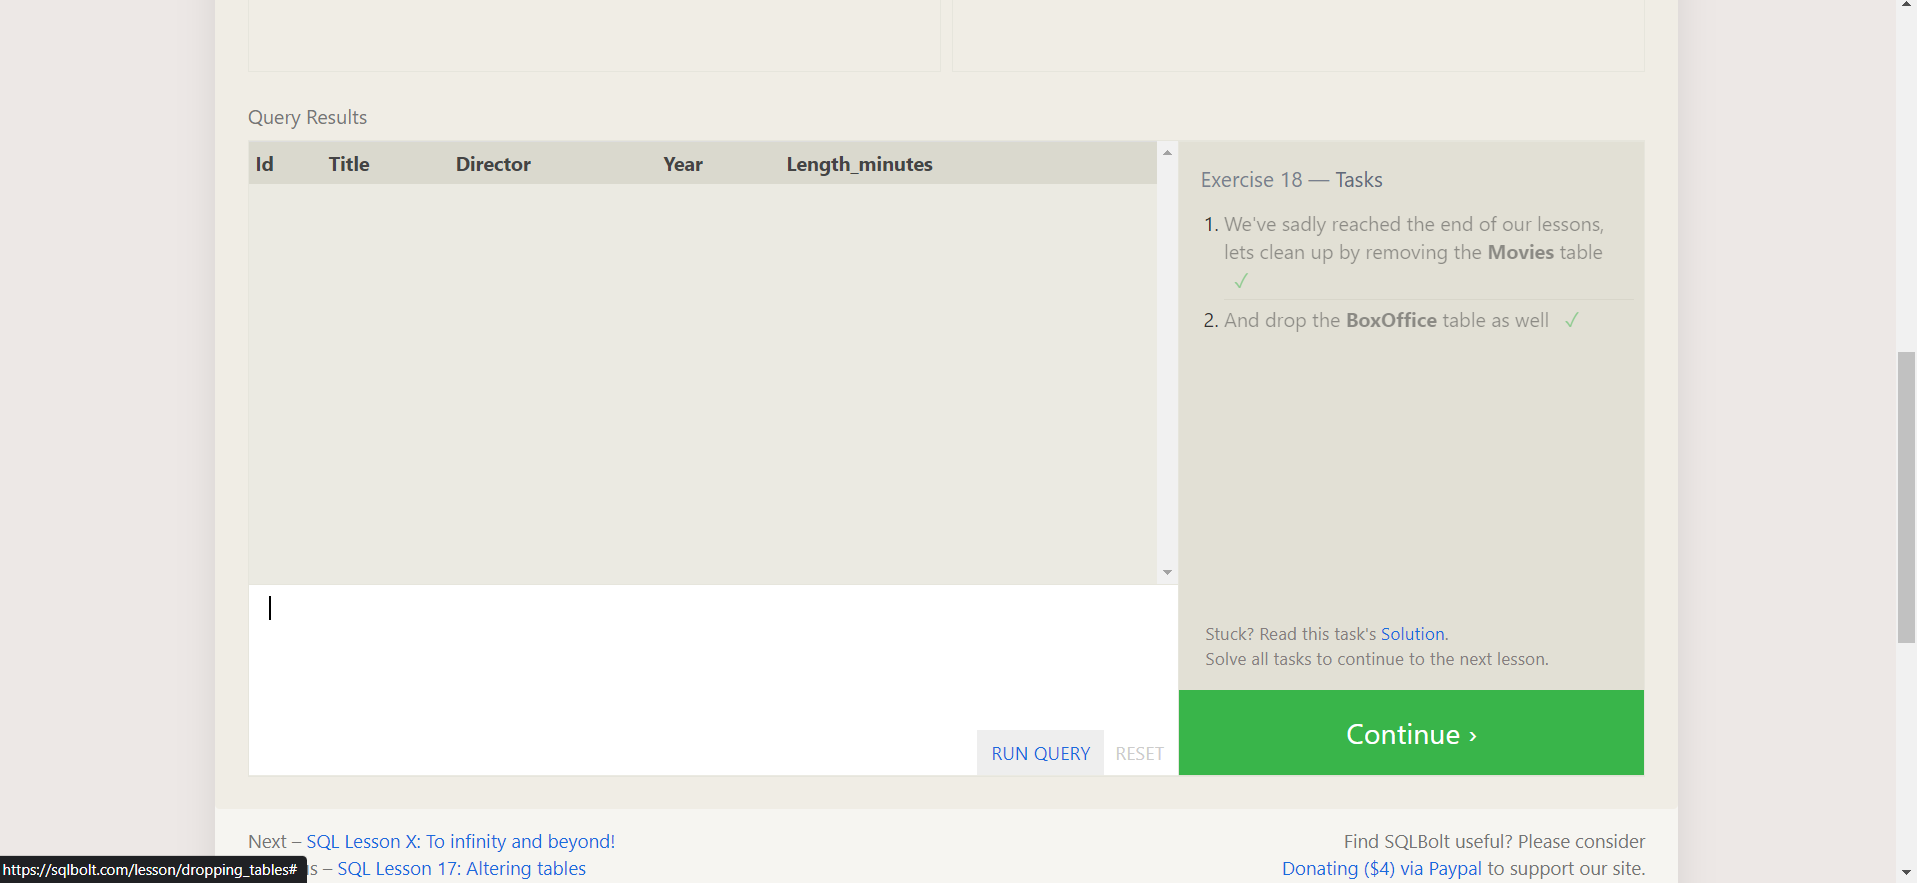 Query Results
Id Title Director Year Length_minutes
Exercise 18 — Tasks
1. We've sadly reached the end of our lessons,
lets clean up by removing the Movies table
✓
2. And drop the BoxOffice table as well ✓
Stuck? Read this task's Solution.
Solve all tasks to continue to the next lesson.
RUN QUERY RESET
Continue ›
Next – SQL Lesson X: To infinity and beyond!
– SQL Lesson 17: Altering tables
Find SQLBolt useful? Please consider
Donating ($4) via Paypal to support our site.
https://sqlbolt.com/lesson/dropping_tables#